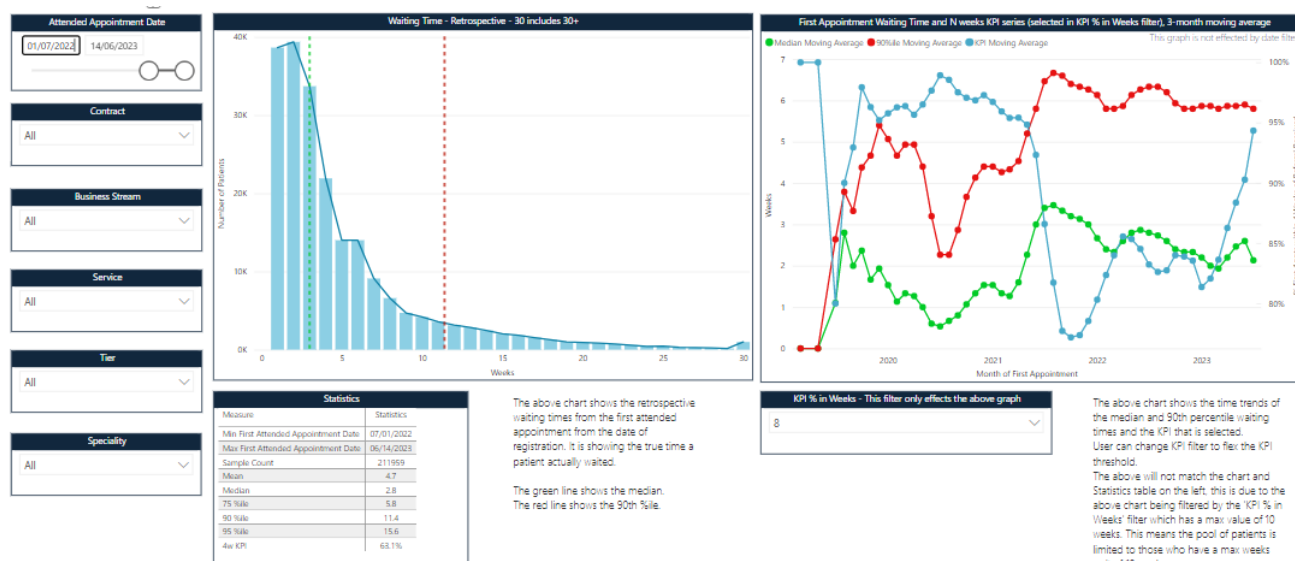 Attended Appointment Date
01/07/2022 14/06/2023
Contract
All
Business Stream
All
Service
All
Tier
All
Speciality
All
Waiting Time - Retrospective - 30 includes 30+
Number of Patients
40K
30K
20K
10K
0K
0 5 10 15 20 25 30
Weeks
First Appointment Waiting Time and N weeks KPI series (selected in KPI % in Weeks filter), 3-month moving average
Median Moving Average 90%ile Moving Average KPI Moving Average
This graph is not effected by date filter
Weeks
7
6
5
4
3
2
1
0
100%
95%
90%
85%
80%
2020 2021 2022 2023
Month of First Appointment
Statistics
Measure Statistics
Min First Attended Appointment Date 07/01/2022
Max First Attended Appointment Date 06/14/2023
Sample Count 211959
Mean 4.7
Median 2.8
75 %ile 5.8
90 %ile 11.4
95 %ile 15.6
4w KPI 63.1%
The above chart shows the retrospective
waiting times from the first attended
appointment from the date of
registration. It is showing the true time a
patient actually waited.
The green line shows the median.
The red line shows the 90th %ile.
KPI % in Weeks - This filter only effects the above graph
8
The above chart shows the time trends of
the median and 90th percentile waiting
times and the KPI that is selected.
User can change KPI filter to flex the KPI
threshold.
The above will not match the chart and
Statistics table on the left, this is due to the
above chart being filtered by the 'KPI % in
Weeks' filter which has a max value of 10
weeks. This means the pool of patients is
limited to those who have a max weeks